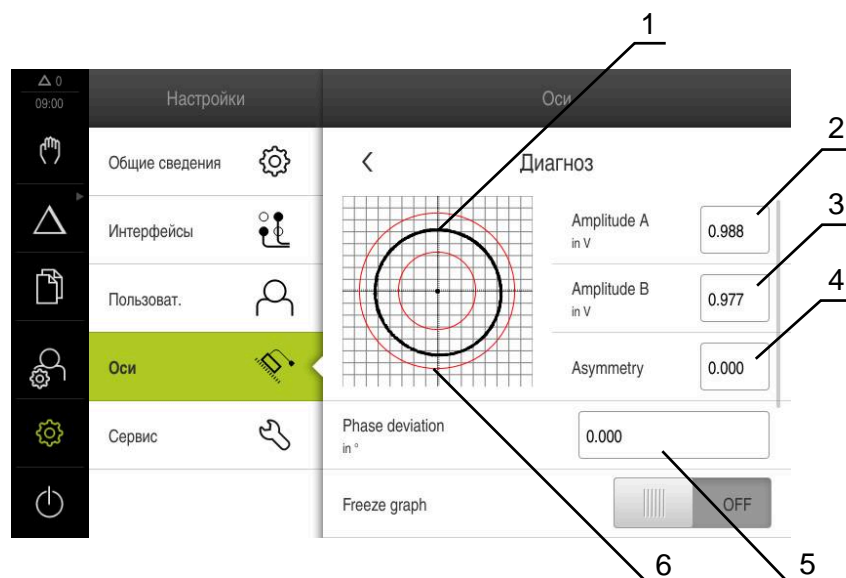 1
0
09:00
Настройки
Оси
2
Общие сведения
Диагноз
Amplitude A
in V
0.988
3
Интерфейсы
Amplitude B
in V
0.977
4
Пользоват.
Asymmetry
0.000
Оси
Phase deviation
in °
0.000
Сервис
Freeze graph
OFF
6
5